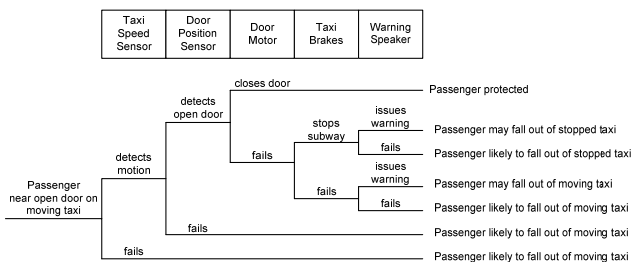 Taxi
Speed
Sensor
Door
Position
Sensor
Door
Motor
Taxi
Brakes
Warning
Speaker
closes door
Passenger protected
detects
open door
issues
warning
stops
subway
Passenger may fall out of stopped taxi
fails
Passenger likely to fall out of stopped taxi
detects
motion
fails
issues
warning
Passenger may fall out of moving taxi
Passenger
near open door on
moving taxi
fails
fails
Passenger likely to fall out of moving taxi
fails
Passenger likely to fall out of moving taxi
fails
Passenger likely to fall out of moving taxi